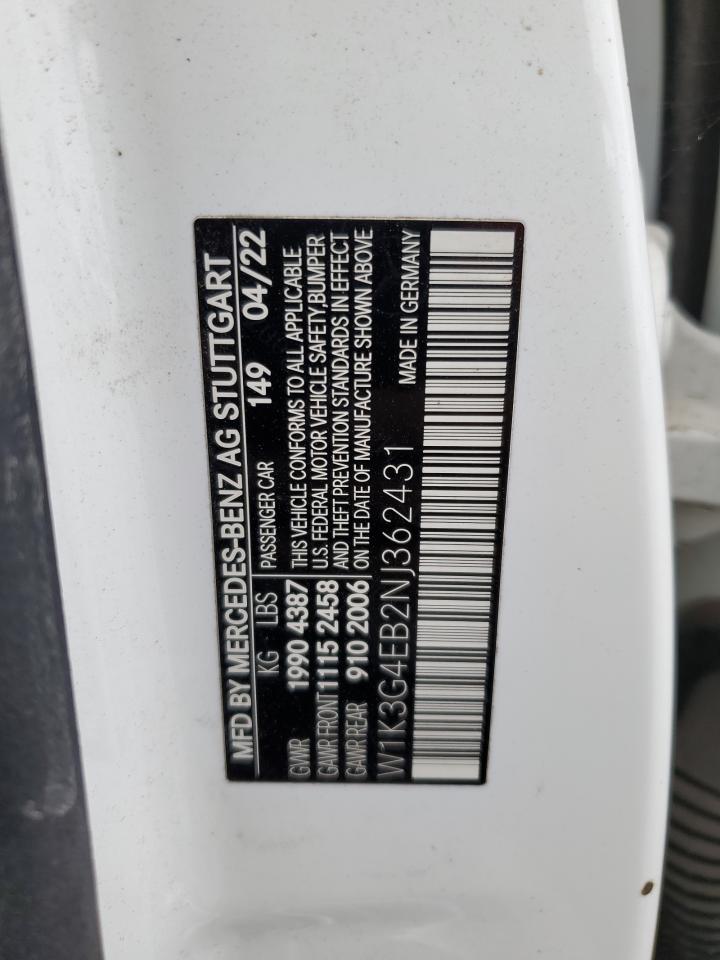 MFD BY MERCEDES-BENZ AG STUTTGART
KG LBS PASSENGER CAR 149 04/22
GVWR 1990 4387 THIS VEHICLE CONFORMS TO ALL APPLICABLE
GAWR FRONT 1115 2458 U.S. FEDERAL MOTOR VEHICLE SAFETY,BUMPER
GAWR REAR 910 2006 AND THEFT PREVENTION STANDARDS IN EFFECT
ON THE DATE OF MANUFACTURE SHOWN ABOVE
W1K3G4EB2NJ362431 MADE IN GERMANY